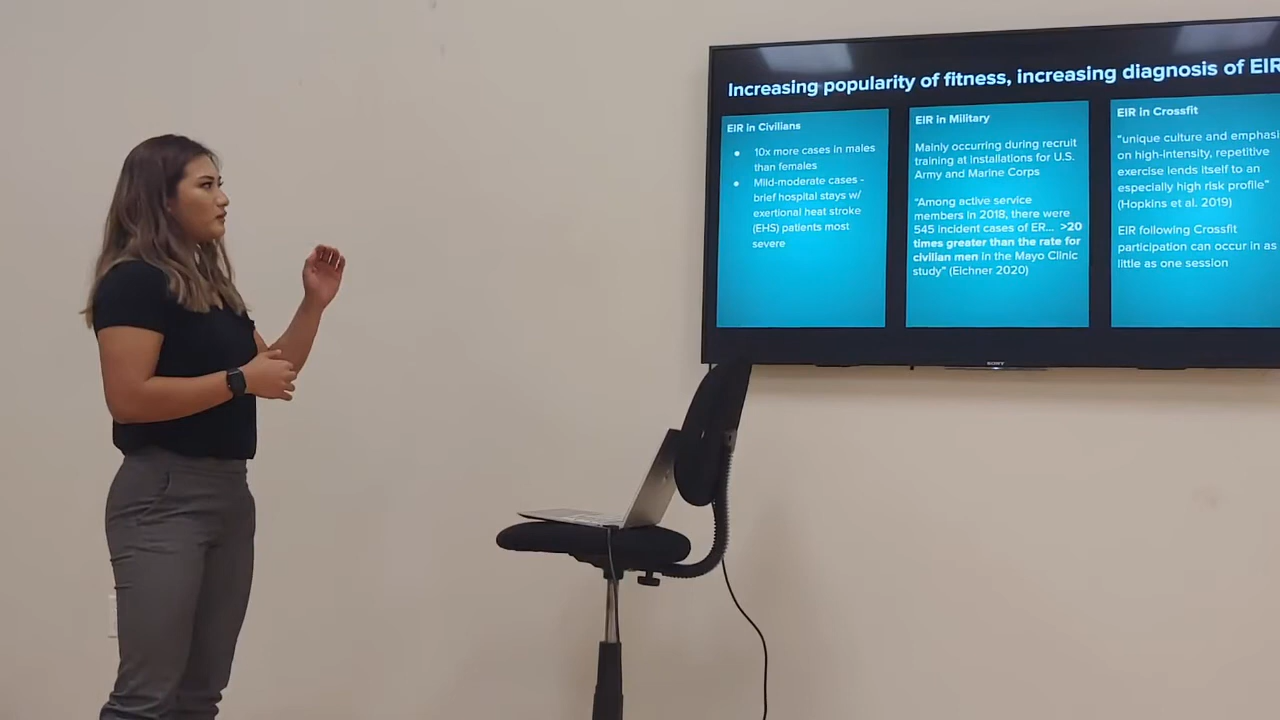 Increasing popularity of fitness, increasing diagnosis of EIR
EIR in Civilians
● 10x more cases in males
than females
● Mild-moderate cases -
brief hospital stays w/
exertional heat stroke
(EHS) patients most
severe
EIR in Military
Mainly occurring during recruit
training at installations for U.S.
Army and Marine Corps
“Among active service
members in 2018, there were
545 incident cases of ER... >20
times greater than the rate for
civilian men in the Mayo Clinic
study” (Eichner 2020)
EIR in Crossfit
“unique culture and emphasi
on high-intensity, repetitive
exercise lends itself to an
especially high risk profile”
(Hopkins et al. 2019)
EIR following Crossfit
participation can occur in as
little as one session
SONY